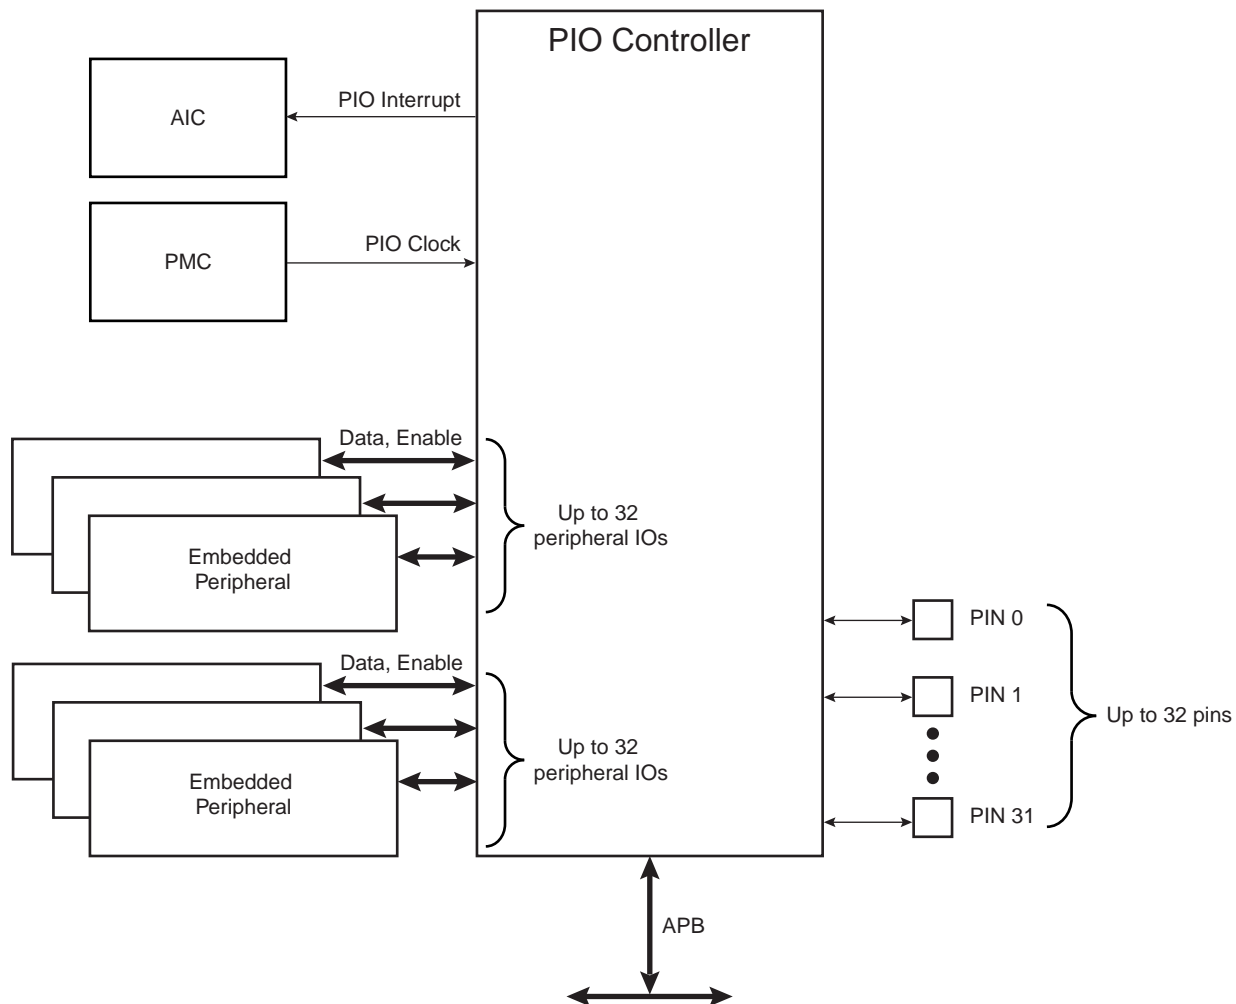 PIO Controller
PIO Interrupt
AIC
PIO Clock
PMC
Data, Enable
Up to 32
peripheral IOs
Embedded
Peripheral
PIN 0
Data, Enable
PIN 1
Up to 32 pins
Up to 32
peripheral IOs
Embedded
Peripheral
PIN 31
APB